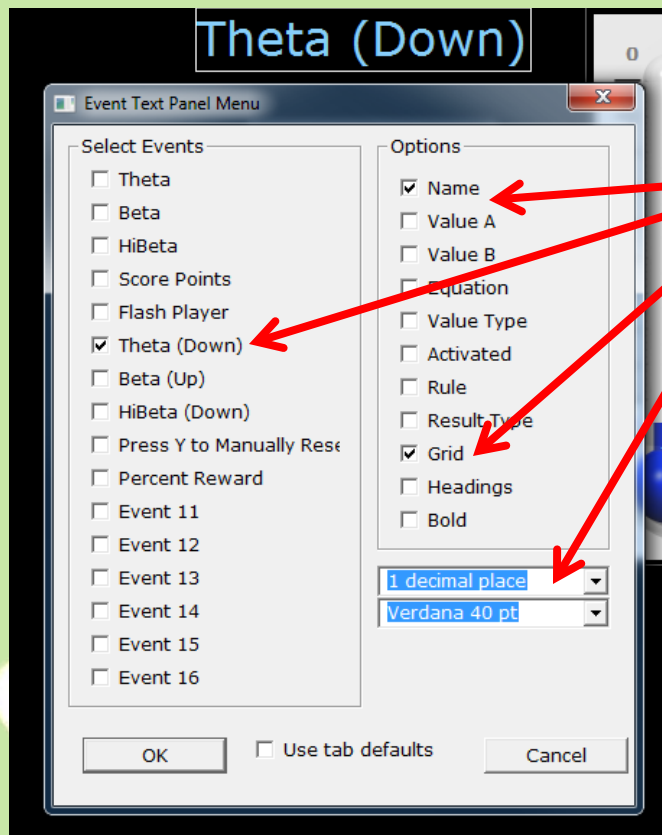 Theta (Down)
0
Event Text Panel Menu
Select Events
Theta
Beta
HiBeta
Score Points
Flash Player
Theta (Down)
Beta (Up)
HiBeta (Down)
Press Y to Manually Rese
Percent Reward
Event 11
Event 12
Event 13
Event 14
Event 15
Event 16
Options
Name
Value A
Value B
Equation
Value Type
Activated
Rule
Result Type
Grid
Headings
Bold
1 decimal place
Verdana 40 pt
OK
Use tab defaults
Cancel